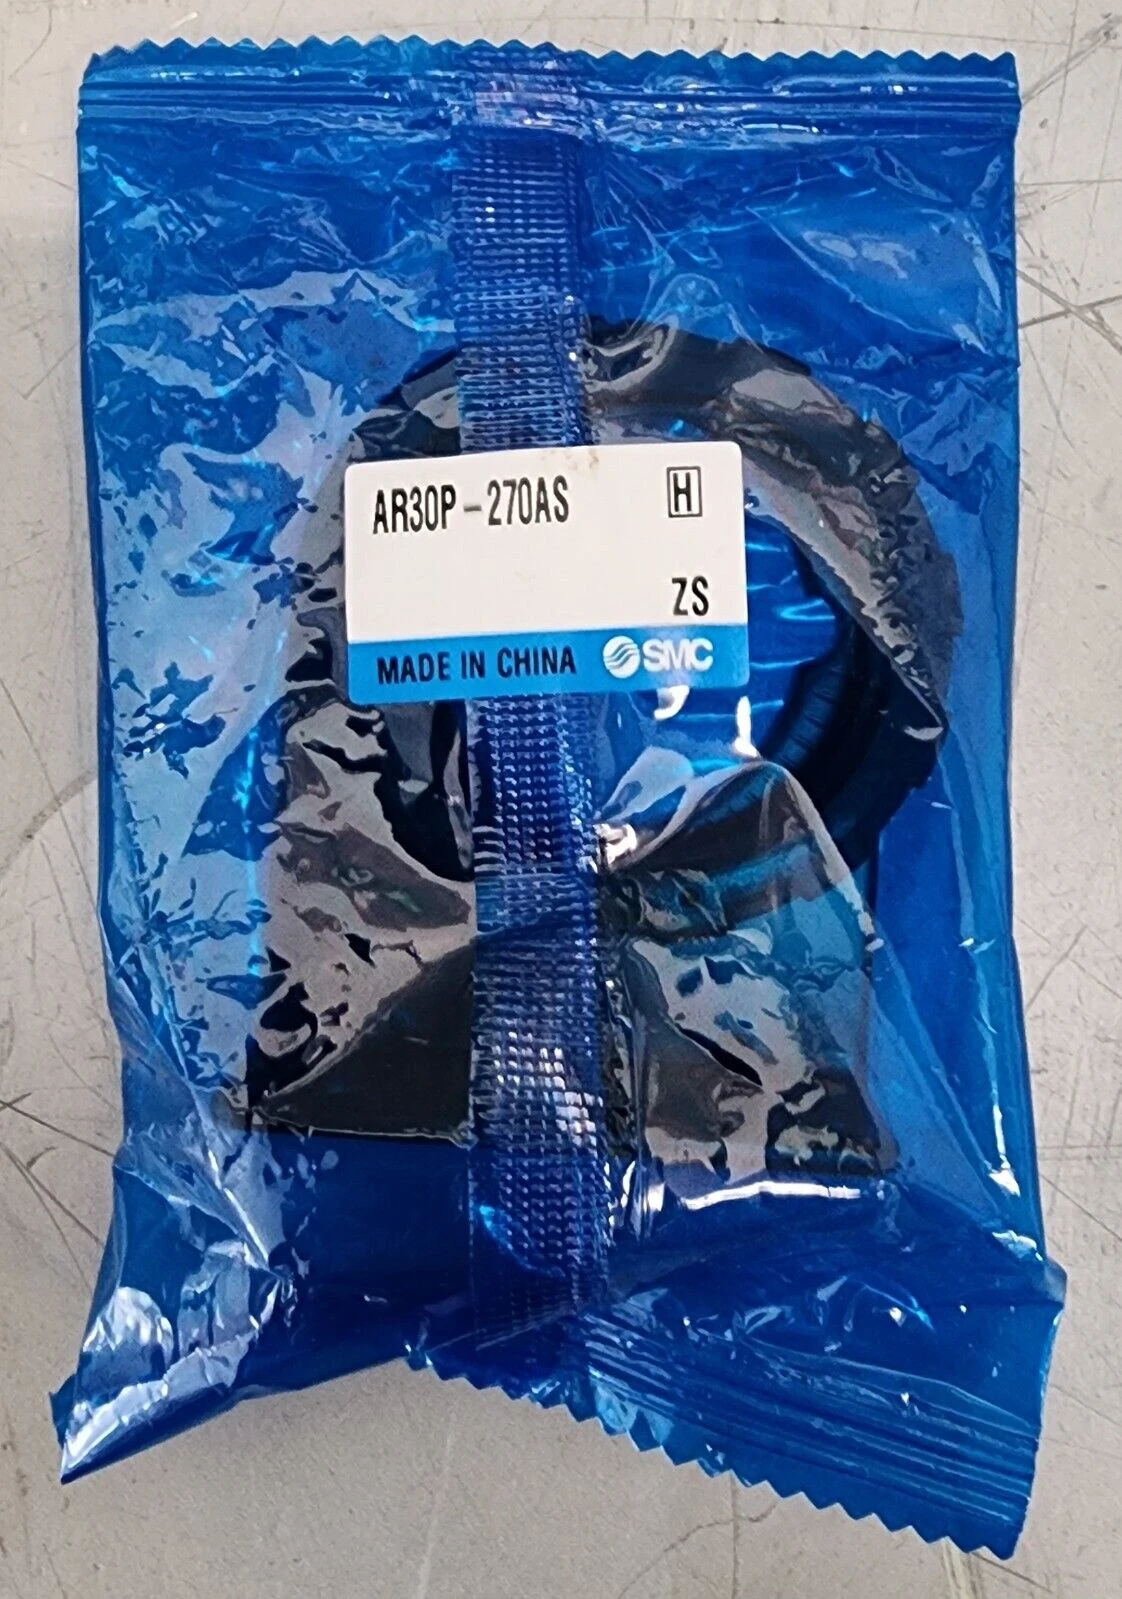 AR30P-270AS H
ZS
MADE IN CHINA SMC